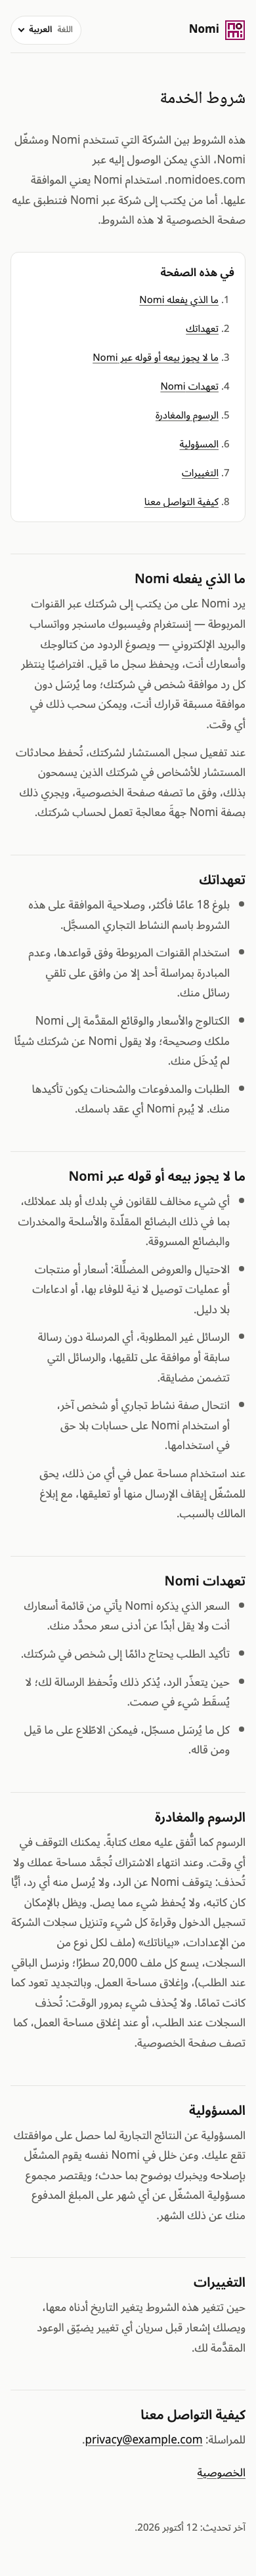 Nomi
اللغة العربية
شروط الخدمة
هذه الشروط بين الشركة التي تستخدم Nomi ومشغّل
Nomi، الذي يمكن الوصول إليه عبر
nomidoes.com. استخدام Nomi يعني الموافقة
عليها. أما من يكتب إلى شركة عبر Nomi فتنطبق عليه
صفحة الخصوصية لا هذه الشروط.
في هذه الصفحة
1. ما الذي يفعله Nomi
2. تعهداتك
3. ما لا يجوز بيعه أو قوله عبر Nomi
4. تعهدات Nomi
5. الرسوم والمغادرة
6. المسؤولية
7. التغييرات
8. كيفية التواصل معنا
ما الذي يفعله Nomi
يرد Nomi على من يكتب إلى شركتك عبر القنوات
المربوطة — إنستغرام وفيسبوك ماسنجر وواتساب
والبريد الإلكتروني — ويصوغ الردود من كتالوجك
وأسعارك أنت، ويحفظ سجل ما قيل. افتراضيًا ينتظر
كل رد موافقة شخص في شركتك؛ وما يُرسَل دون
موافقة مسبقة قرارك أنت، ويمكن سحب ذلك في
أي وقت.
عند تفعيل سجل المستشار لشركتك، تُحفظ محادثات
المستشار للأشخاص في شركتك الذين يسمحون
بذلك، وفق ما تصفه صفحة الخصوصية، ويجري ذلك
بصفة Nomi جهةَ معالجة تعمل لحساب شركتك.
تعهداتك
• بلوغ 18 عامًا فأكثر، وصلاحية الموافقة على هذه
الشروط باسم النشاط التجاري المسجَّل.
• استخدام القنوات المربوطة وفق قواعدها، وعدم
المبادرة بمراسلة أحد إلا من وافق على تلقي
رسائل منك.
• الكتالوج والأسعار والوقائع المقدَّمة إلى Nomi
ملكك وصحيحة؛ ولا يقول Nomi عن شركتك شيئًا
لم يُدخَل منك.
• الطلبات والمدفوعات والشحنات يكون تأكيدها
منك. لا يُبرم Nomi أي عقد باسمك.
ما لا يجوز بيعه أو قوله عبر Nomi
• أي شيء مخالف للقانون في بلدك أو بلد عملائك،
بما في ذلك البضائع المقلّدة والأسلحة والمخدرات
والبضائع المسروقة.
• الاحتيال والعروض المضلِّلة: أسعار أو منتجات
أو عمليات توصيل لا نية للوفاء بها، أو ادعاءات
بلا دليل.
• الرسائل غير المطلوبة، أي المرسلة دون رسالة
سابقة أو موافقة على تلقيها، والرسائل التي
تتضمن مضايقة.
• انتحال صفة نشاط تجاري أو شخص آخر،
أو استخدام Nomi على حسابات بلا حق
في استخدامها.
عند استخدام مساحة عمل في أي من ذلك، يحق
للمشغّل إيقاف الإرسال منها أو تعليقها، مع إبلاغ
المالك بالسبب.
تعهدات Nomi
• السعر الذي يذكره Nomi يأتي من قائمة أسعارك
أنت ولا يقل أبدًا عن أدنى سعر محدَّد منك.
• تأكيد الطلب يحتاج دائمًا إلى شخص في شركتك.
• حين يتعذّر الرد، يُذكر ذلك وتُحفظ الرسالة لك؛ لا
يُسقَط شيء في صمت.
• كل ما يُرسَل مسجّل، فيمكن الاطّلاع على ما قيل
ومن قاله.
الرسوم والمغادرة
الرسوم كما اتُّفق عليه معك كتابةً. يمكنك التوقف في
أي وقت. وعند انتهاء الاشتراك تُجمَّد مساحة عملك ولا
تُحذف: يتوقف Nomi عن الرد، ولا يُرسل منه أي رد، أيًّا
كان كاتبه، ولا يُحفظ شيء مما يصل. ويظل بالإمكان
تسجيل الدخول وقراءة كل شيء وتنزيل سجلات الشركة
من الإعدادات، «بياناتك» (ملف لكل نوع من
السجلات، يسع كل ملف 20,000 سطرًا؛ ونرسل الباقي
عند الطلب)، وإغلاق مساحة العمل. وبالتجديد تعود كما
كانت تمامًا. ولا يُحذف شيء بمرور الوقت: تُحذف
السجلات عند الطلب، أو عند إغلاق مساحة العمل، كما
تصف صفحة الخصوصية.
المسؤولية
المسؤولية عن النتائج التجارية لما حصل على موافقتك
تقع عليك. وعن خلل في Nomi نفسه يقوم المشغّل
بإصلاحه ويخبرك بوضوح بما حدث؛ ويقتصر مجموع
مسؤولية المشغّل عن أي شهر على المبلغ المدفوع
منك عن ذلك الشهر.
التغييرات
حين تتغير هذه الشروط يتغير التاريخ أدناه معها،
ويصلك إشعار قبل سريان أي تغيير يضيّق الوعود
المقدَّمة لك.
كيفية التواصل معنا
للمراسلة: privacy@example.com.
الخصوصية
آخر تحديث: 12 أكتوبر 2026.